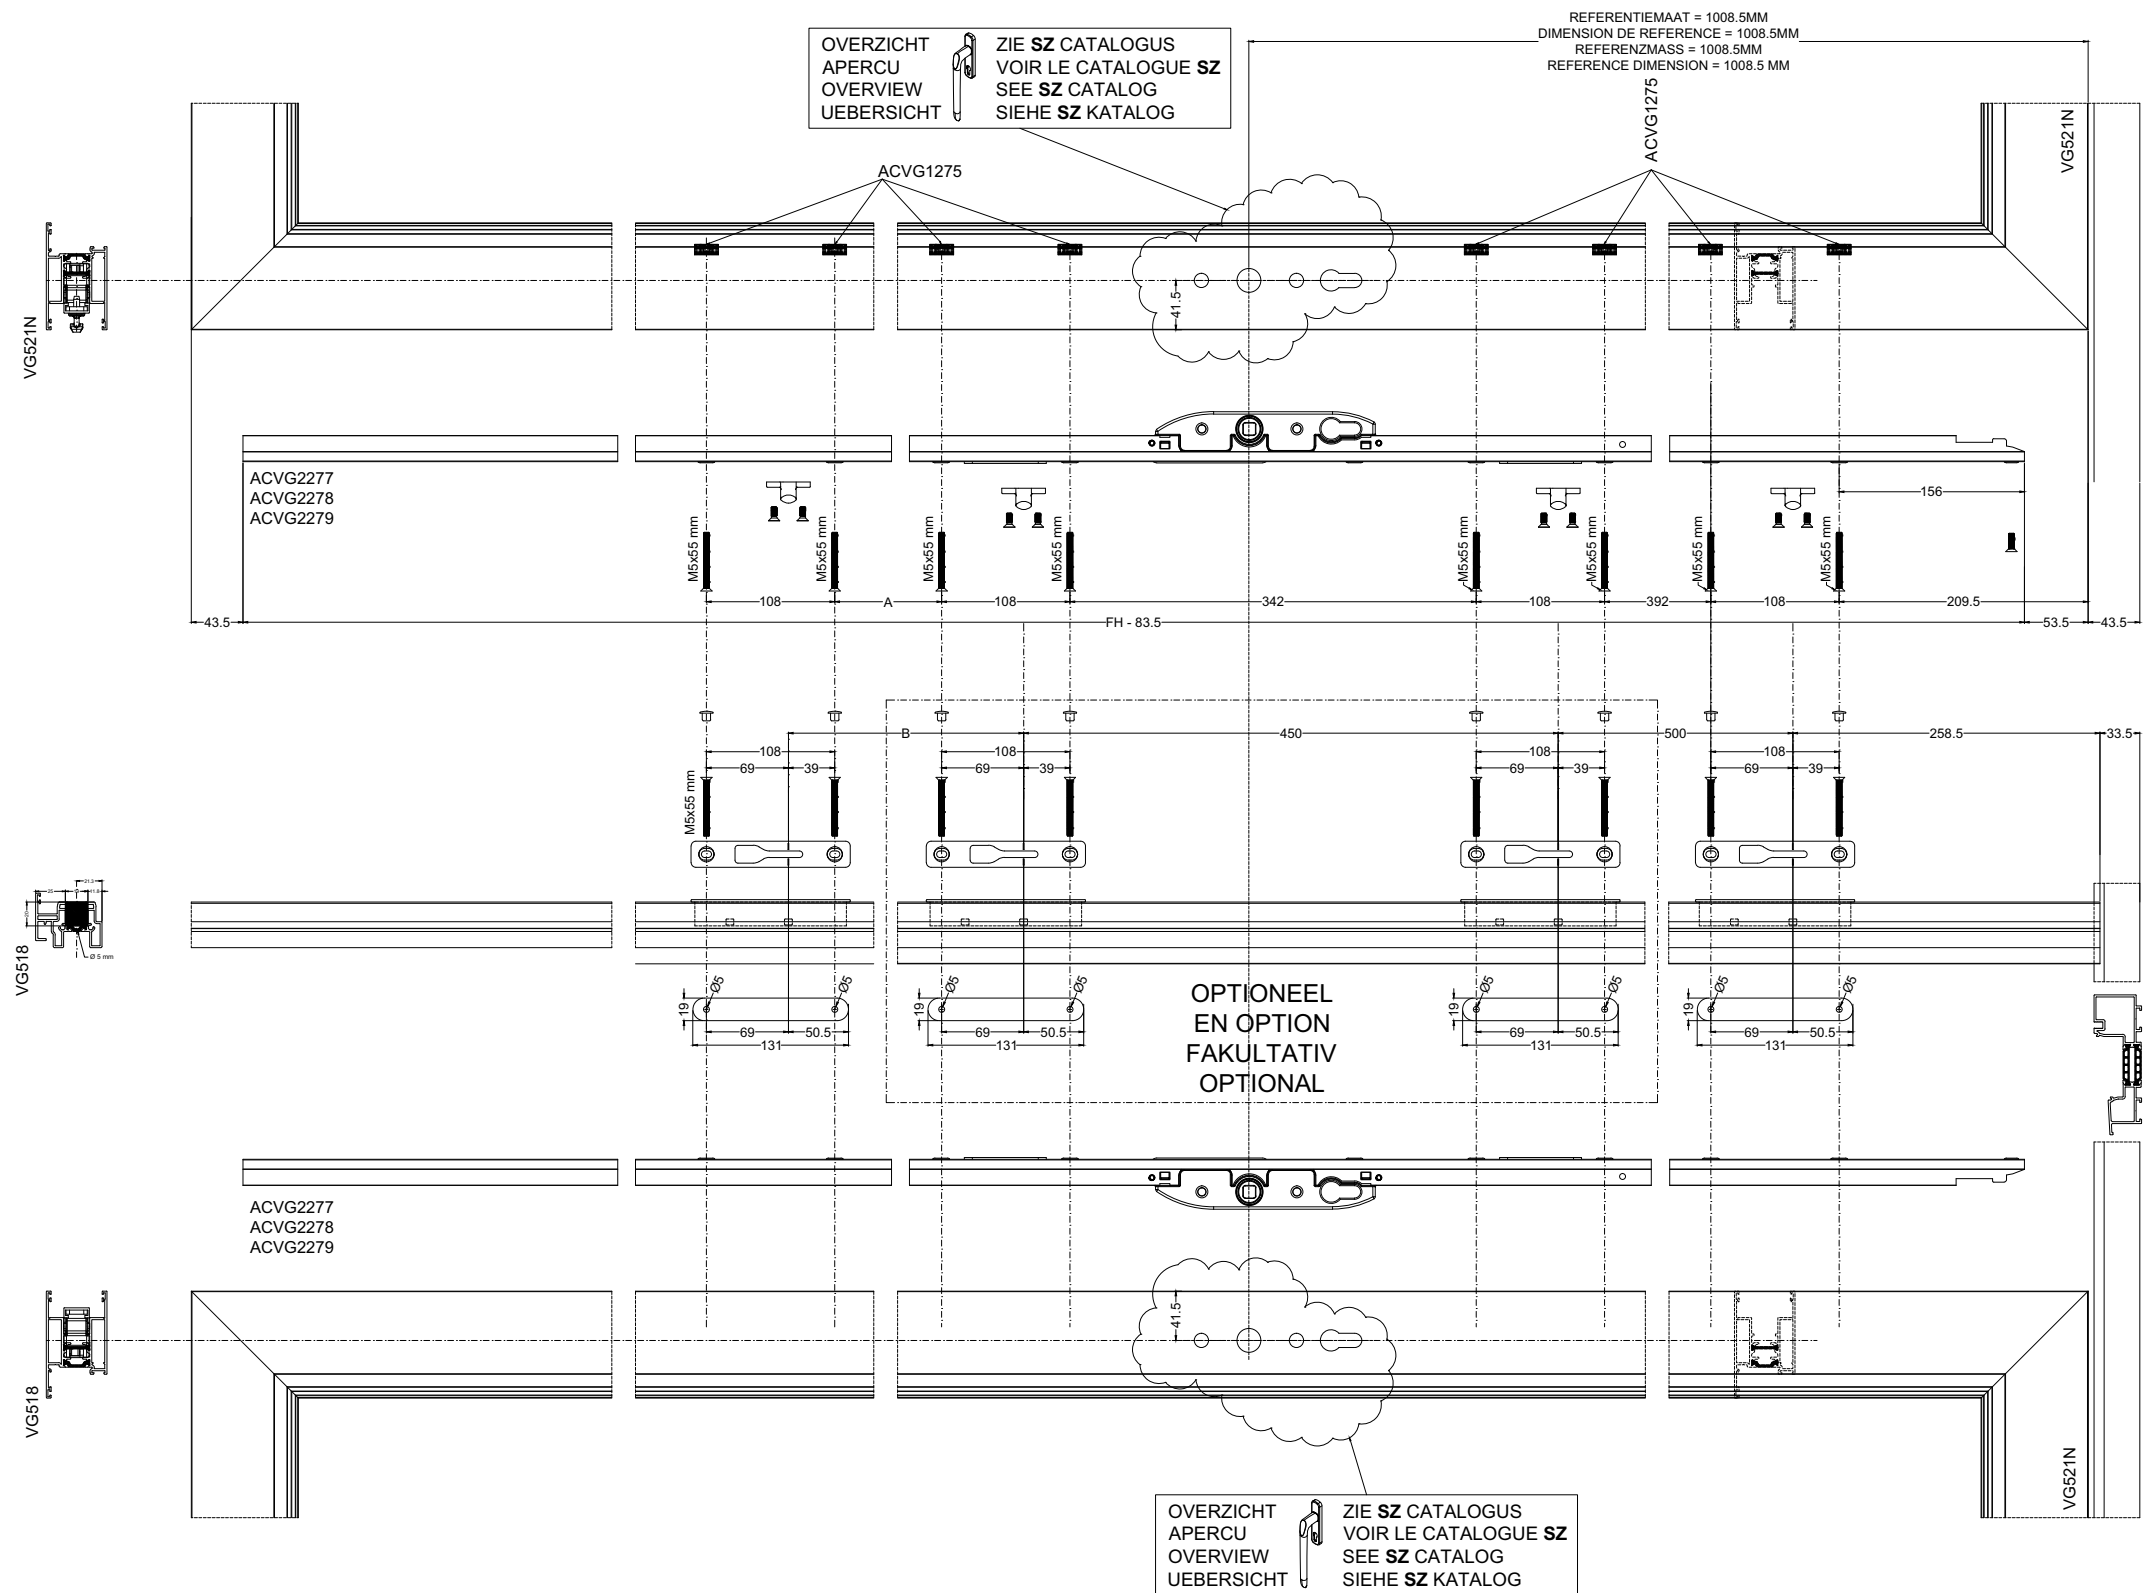 REFERENTIEMAAT = 1008.5MM
DIMENSION DE REFERENCE = 1008.5MM
REFERENZMASS = 1008.5MM
REFERENCE DIMENSION = 1008.5 MM
OVERZICHT ZIE SZ CATALOGUS
APERCU VOIR LE CATALOGUE SZ
OVERVIEW SEE SZ CATALOG
UEBERSICHT SIEHE SZ KATALOG
ACVG1275
ACVG1275
VG521N
VG521N
41.5
ACVG2277
ACVG2278
ACVG2279
156
M5x55 mm
M5x55 mm
M5x55 mm
M5x55 mm
M5x55 mm
M5x55 mm
M5x55 mm
M5x55 mm
108 A 108 342 108 392 108 209.5
43.5 FH - 83.5 53.5 43.5
B 450 500 258.5 33.5
108 108 108 108
69 39 69 39 69 39 69 39
M5x55 mm
21.3
Ø 5 mm
VG518
Ø5 Ø5 Ø5 Ø5 Ø5 Ø5 Ø5 Ø5
19 19 19 19
69 50.5 69 50.5 69 50.5 69 50.5
131 131 131 131
OPTIONEEL
EN OPTION
FAKULTATIV
OPTIONAL
ACVG2277
ACVG2278
ACVG2279
41.5
VG518
VG521N
OVERZICHT ZIE SZ CATALOGUS
APERCU VOIR LE CATALOGUE SZ
OVERVIEW SEE SZ CATALOG
UEBERSICHT SIEHE SZ KATALOG